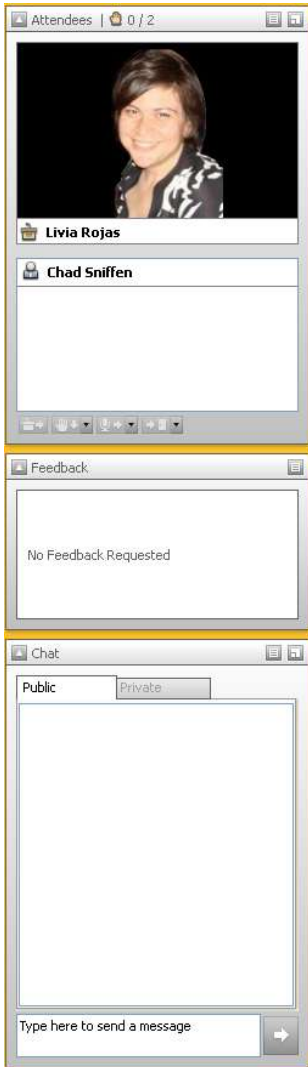 Attendees | 0 / 2
Livia Rojas
Chad Sniffen
Feedback
No Feedback Requested
Chat
Public Private
Type here to send a message